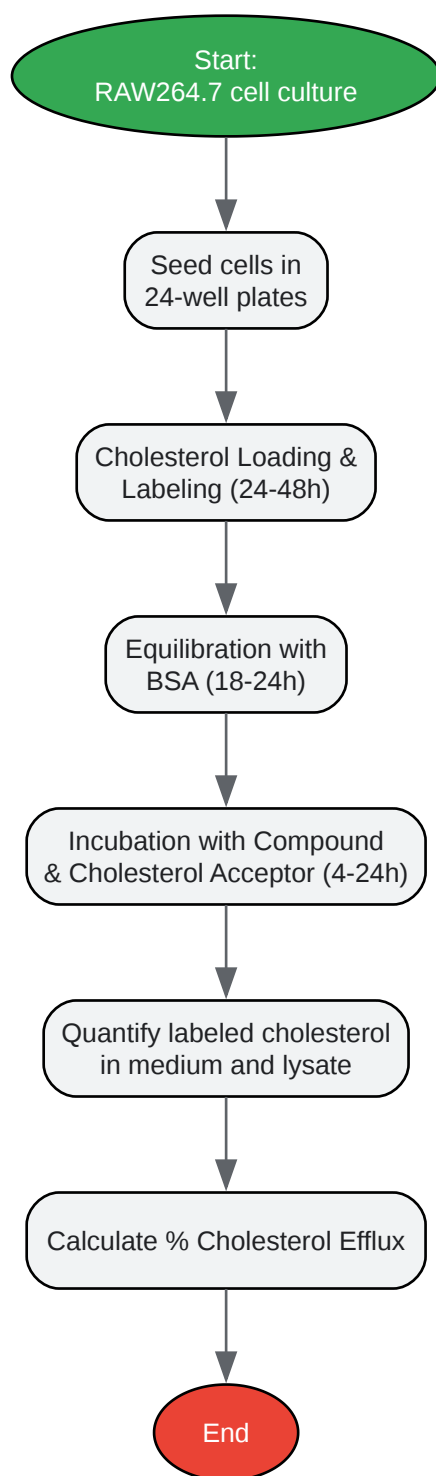 Start:
RAW264.7 cell culture
Seed cells in
24-well plates
Cholesterol Loading &
Labeling (24-48h)
Equilibration with
BSA (18-24h)
Incubation with Compound
& Cholesterol Acceptor (4-24h)
Quantify labeled cholesterol
in medium and lysate
Calculate % Cholesterol Efflux
End